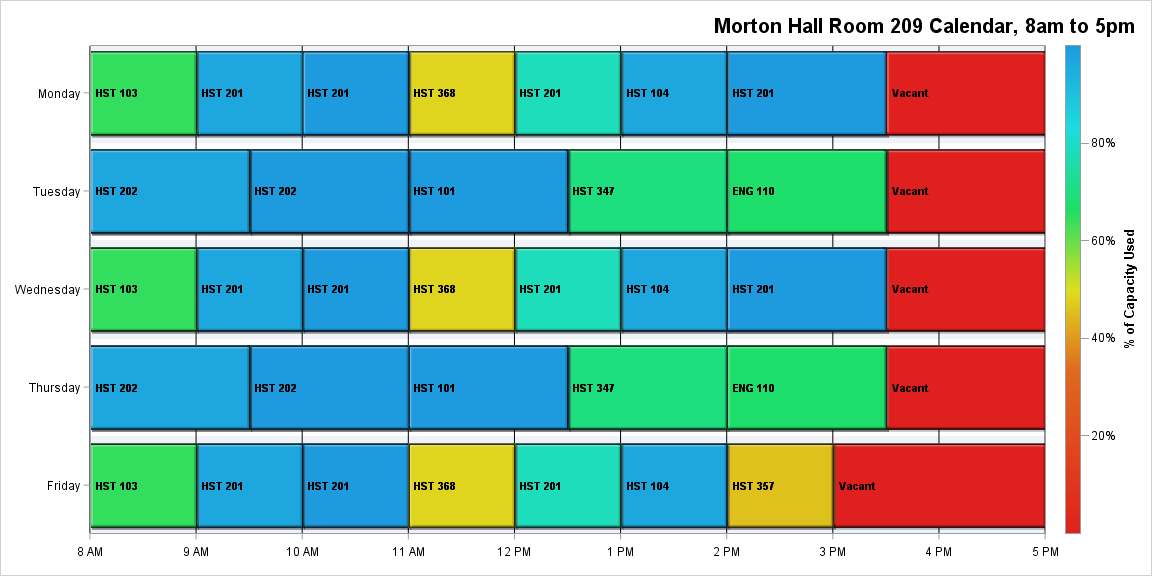 Morton Hall Room 209 Calendar, 8am to 5pm
Monday HST 103 HST 201 HST 201 HST 368 HST 201 HST 104 HST 201 Vacant
Tuesday HST 202 HST 202 HST 101 HST 347 ENG 110 Vacant
Wednesday HST 103 HST 201 HST 201 HST 368 HST 201 HST 104 HST 201 Vacant
Thursday HST 202 HST 202 HST 101 HST 347 ENG 110 Vacant
Friday HST 103 HST 201 HST 201 HST 368 HST 201 HST 104 HST 357 Vacant
8 AM 9 AM 10 AM 11 AM 12 PM 1 PM 2 PM 3 PM 4 PM 5 PM
80%
60%
40%
20%
% of Capacity Used